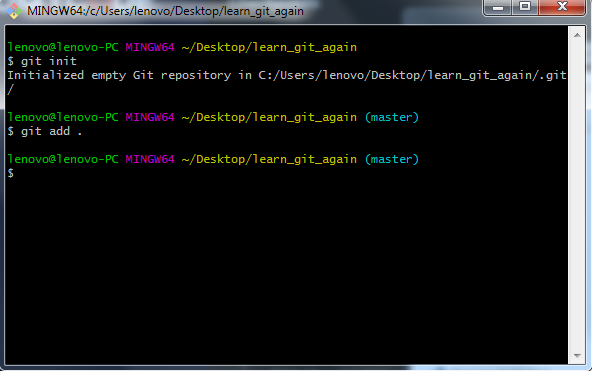 MINGW64:/c/Users/lenovo/Desktop/learn_git_again
lenovo@lenovo-PC MINGW64 ~/Desktop/learn_git_again
$ git init
Initialized empty Git repository in C:/Users/lenovo/Desktop/learn_git_again/.git
/
lenovo@lenovo-PC MINGW64 ~/Desktop/learn_git_again (master)
$ git add .
lenovo@lenovo-PC MINGW64 ~/Desktop/learn_git_again (master)
$